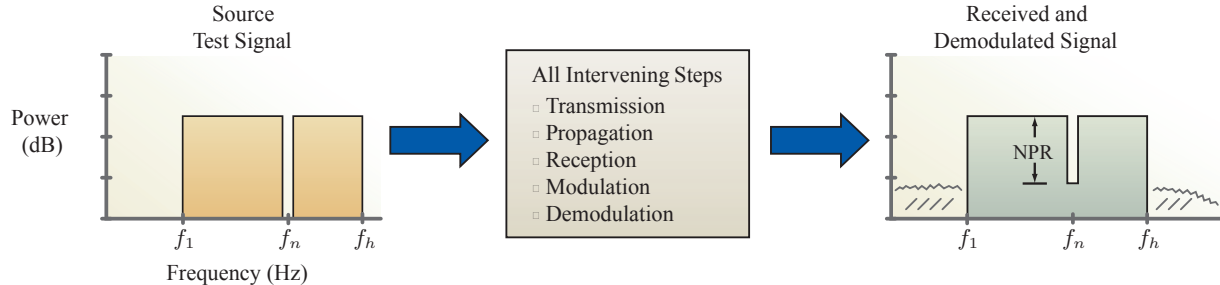 Source
Test Signal
Power
(dB)
f1
fn
fh
Frequency (Hz)
All Intervening Steps
Transmission
Propagation
Reception
Modulation
Demodulation
Received and
Demodulated Signal
NPR
f1
fn
fh